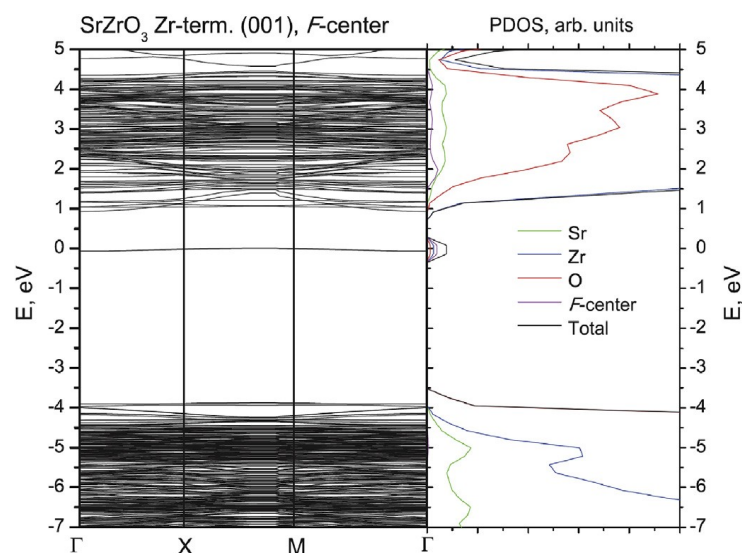 SrZrO₃ Zr-term. (001), F-center
PDOS, arb. units
E, eV
5
4
3
2
1
0
-1
-2
-3
-4
-5
-6
-7
Γ X M Γ
Sr
Zr
O
F-center
Total
5
4
3
2
1
0
-1
-2
-3
-4
-5
-6
-7
E, eV